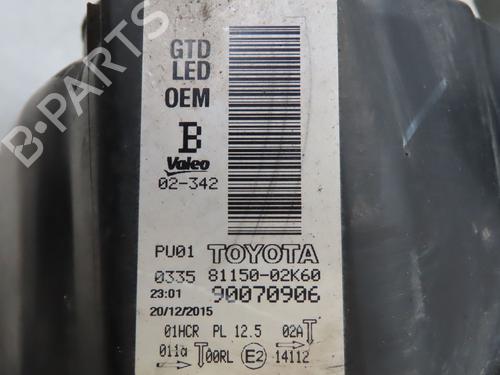 GTD
LED
OEM
B
Valeo
02-342
PU01 TOYOTA
0335 81150-02K60
23:01 90070906
20/12/2015
01HCR PL 12.5 02A
011a 00RL E2 14112
B-PARTS